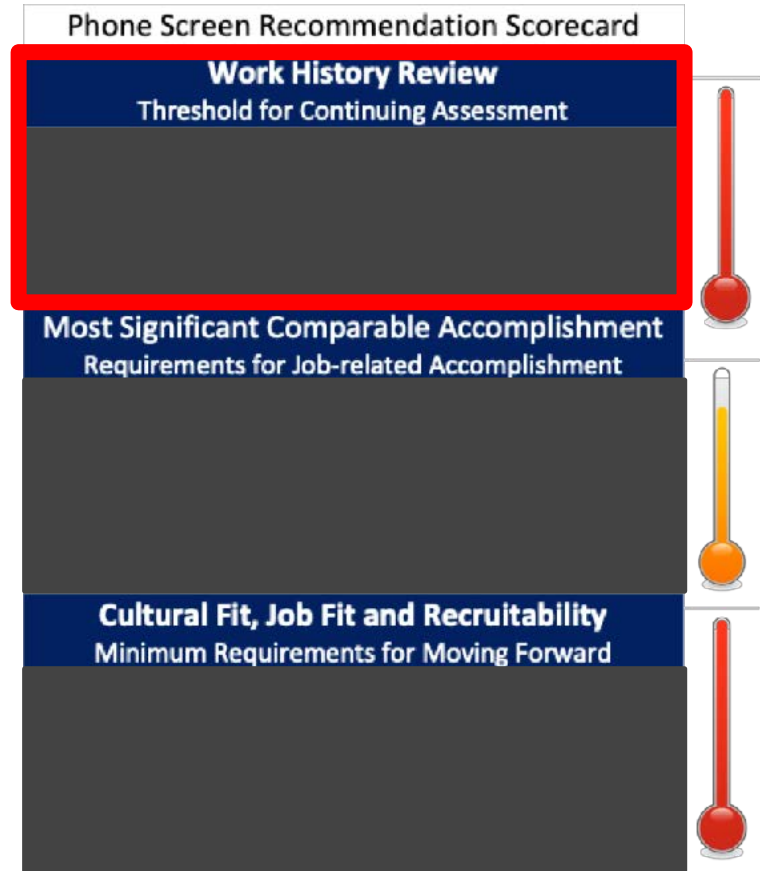 Phone Screen Recommendation Scorecard
Work History Review
Threshold for Continuing Assessment
Most Significant Comparable Accomplishment
Requirements for Job-related Accomplishment
Cultural Fit, Job Fit and Recruitability
Minimum Requirements for Moving Forward